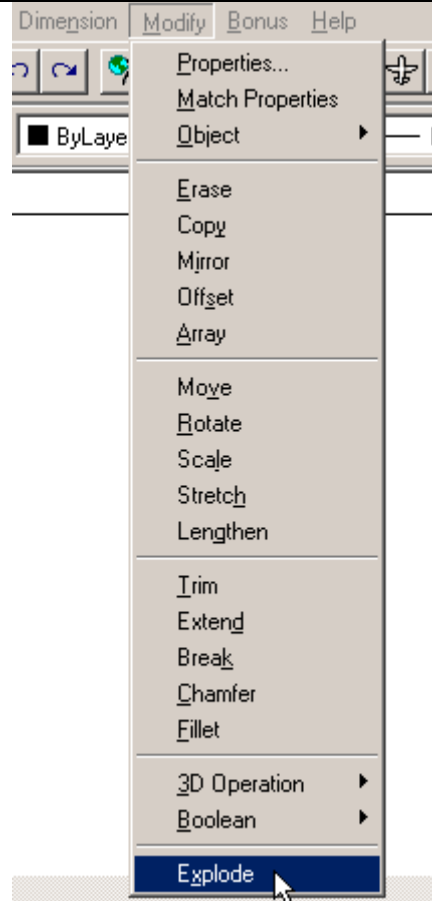 Dimension Modify Bonus Help
Properties...
Match Properties
ByLaye Object
Erase
Copy
Mirror
Offset
Array
Move
Rotate
Scale
Stretch
Lengthen
Trim
Extend
Break
Chamfer
Fillet
3D Operation
Boolean
Explode